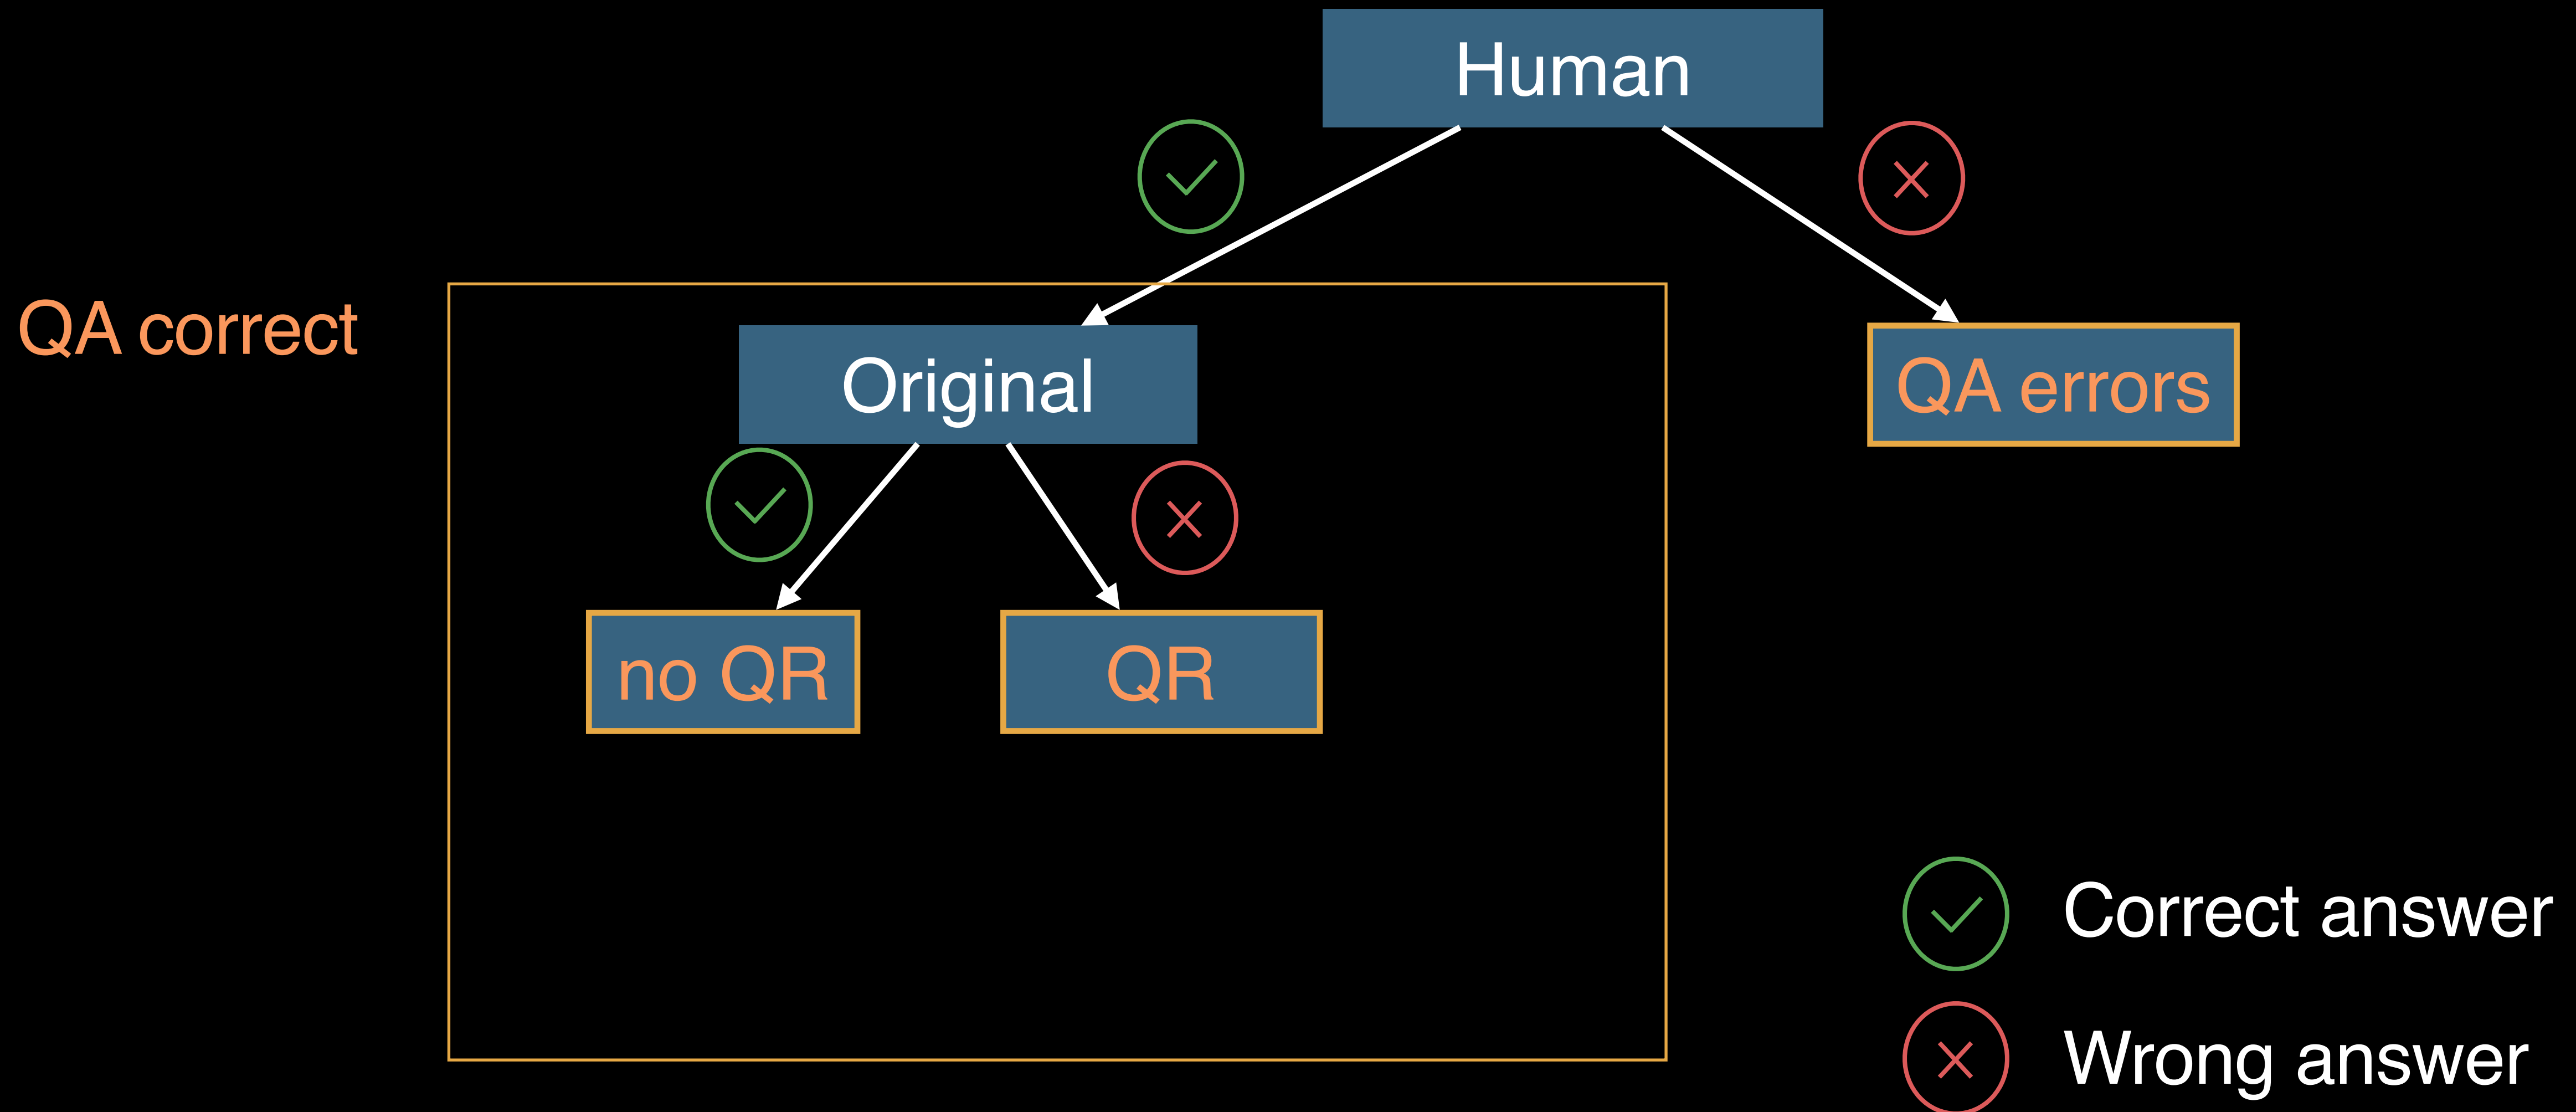 Human
QA correct
Original
QA errors
no QR
QR
Correct answer
Wrong answer